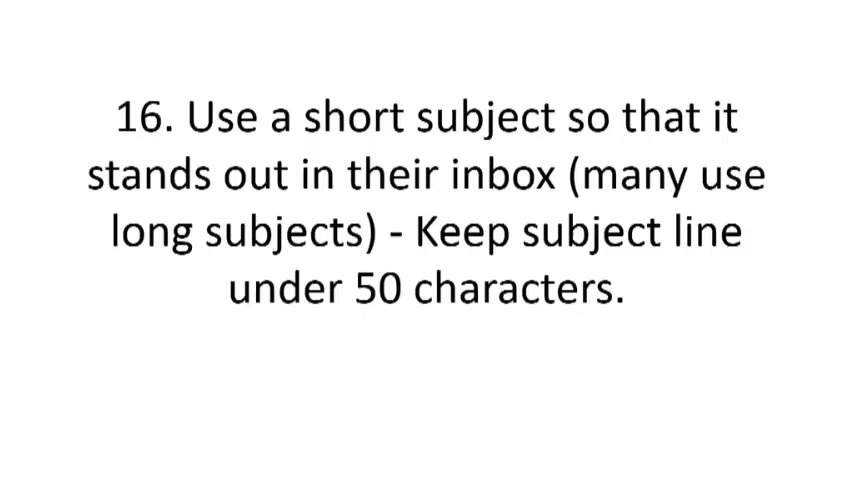 16. Use a short subject so that it
stands out in their inbox (many use
long subjects) - Keep subject line
under 50 characters.